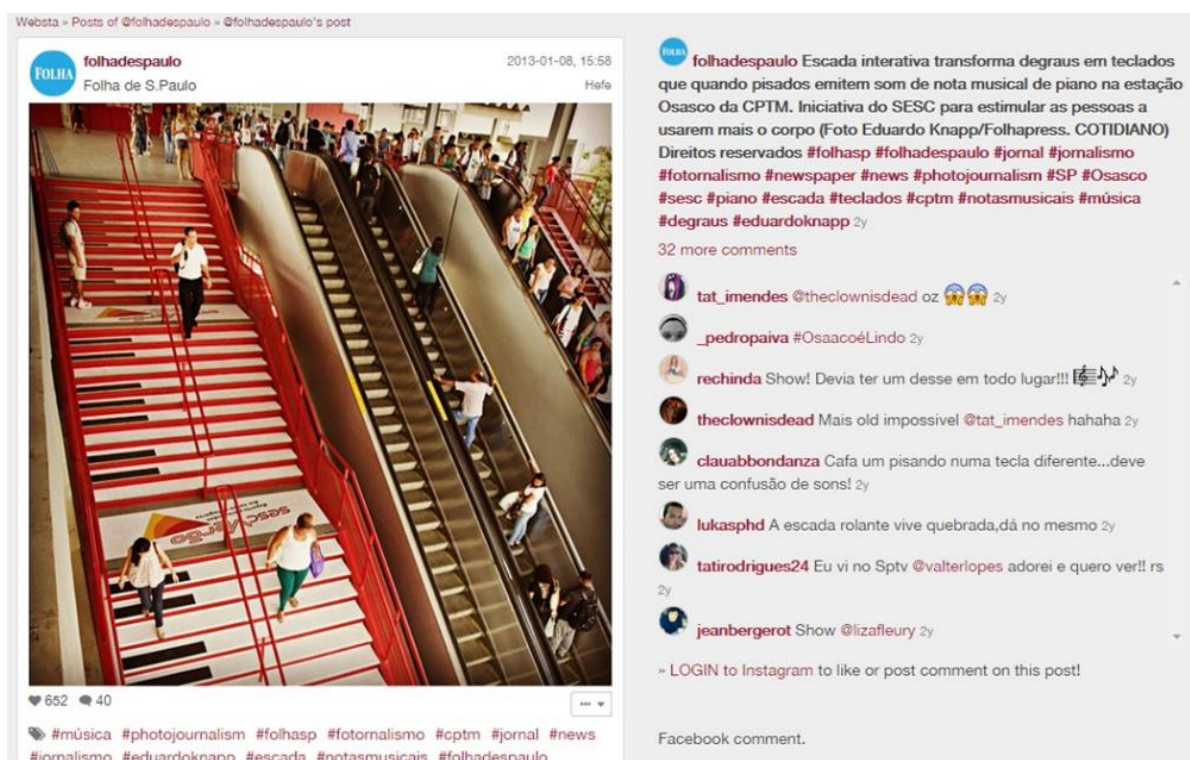 Websta » Posts of @folhadespaulo » @folhadespaulo's post
FOLHA
folhadespaulo
2013-01-08, 15:58
Folha de S.Paulo
Hefe
sescverão
652 40
#música #photojournalism #folhasp #fotornalismo #cptm #jornal #news
#jornalismo #eduardoknapp #escada #notasmusicais #folhadespaulo
FOLHA
folhadespaulo Escada interativa transforma degraus em teclados
que quando pisados emitem som de nota musical de piano na estação
Osasco da CPTM. Iniciativa do SESC para estimular as pessoas a
usarem mais o corpo (Foto Eduardo Knapp/Folhapress. COTIDIANO)
Direitos reservados #folhasp #folhadespaulo #jornal #jornalismo
#fotornalismo #newspaper #news #photojournalism #SP #Osasco
#sesc #piano #escada #teclados #cptm #notasmusicais #música
#degraus #eduardoknapp 2y
32 more comments
tat_imendes @theclownisdead oz 😱😱 2y
_pedropaiva #OsaacoéLindo 2y
rechinda Show! Devia ter um desse em todo lugar!!! 🎼🎶 2y
theclownisdead Mais old impossivel @tat_imendes hahaha 2y
clauabbondanza Cafa um pisando numa tecla diferente...deve
ser uma confusão de sons! 2y
lukasphd A escada rolante vive quebrada,dá no mesmo 2y
tatirodrigues24 Eu vi no Sptv @valterlopes adorei e quero ver!! rs
2y
jeanbergerot Show @lizafleury 2y
» LOGIN to Instagram to like or post comment on this post!
Facebook comment.